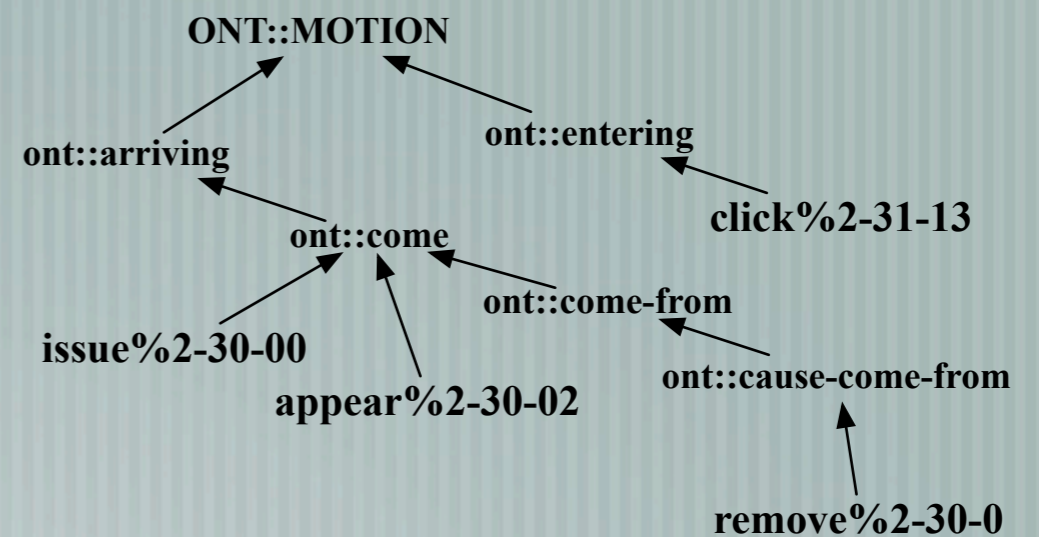 ONT::MOTION
ont::entering
ont::arriving
click%2-31-13
ont::come
ont::come-from
issue%2-30-00
ont::cause-come-from
appear%2-30-02
remove%2-30-0